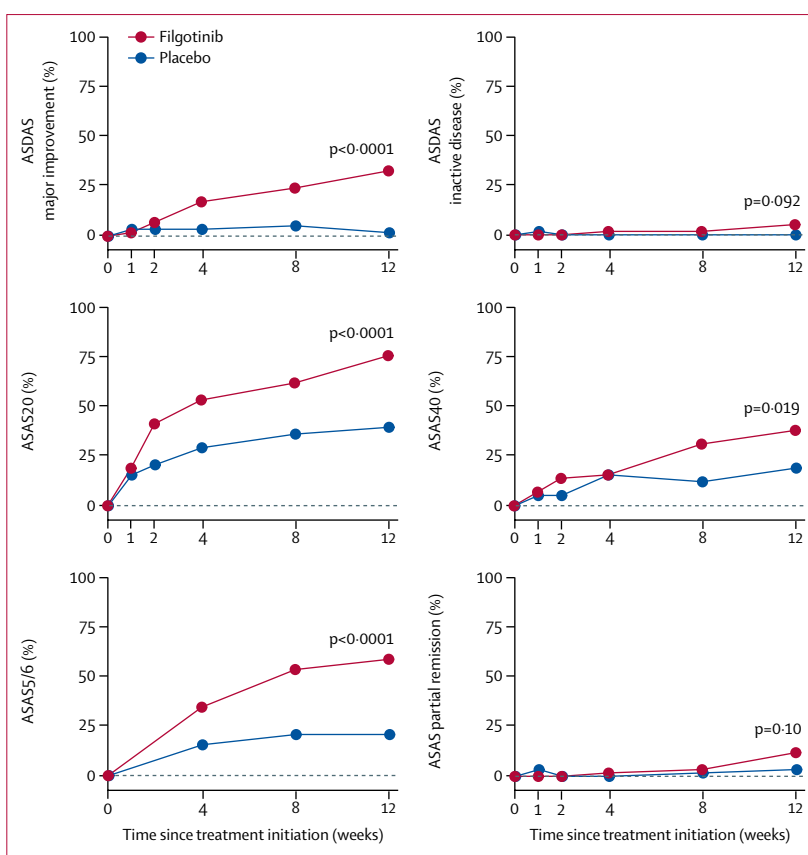 Filgotinib
Placebo
ASDAS
major improvement (%)
100
75
50
25
0
p<0·0001
0 1 2 4 8 12
ASDAS
inactive disease (%)
100
75
50
25
0
p=0·092
0 1 2 4 8 12
ASAS20 (%)
100
75
50
25
0
p<0·0001
0 1 2 4 8 12
ASAS40 (%)
100
75
50
25
0
p=0·019
0 1 2 4 8 12
ASAS5/6 (%)
100
75
50
25
0
p<0·0001
0 4 8 12
Time since treatment initiation (weeks)
ASAS partial remission (%)
100
75
50
25
0
p=0·10
0 1 2 4 8 12
Time since treatment initiation (weeks)